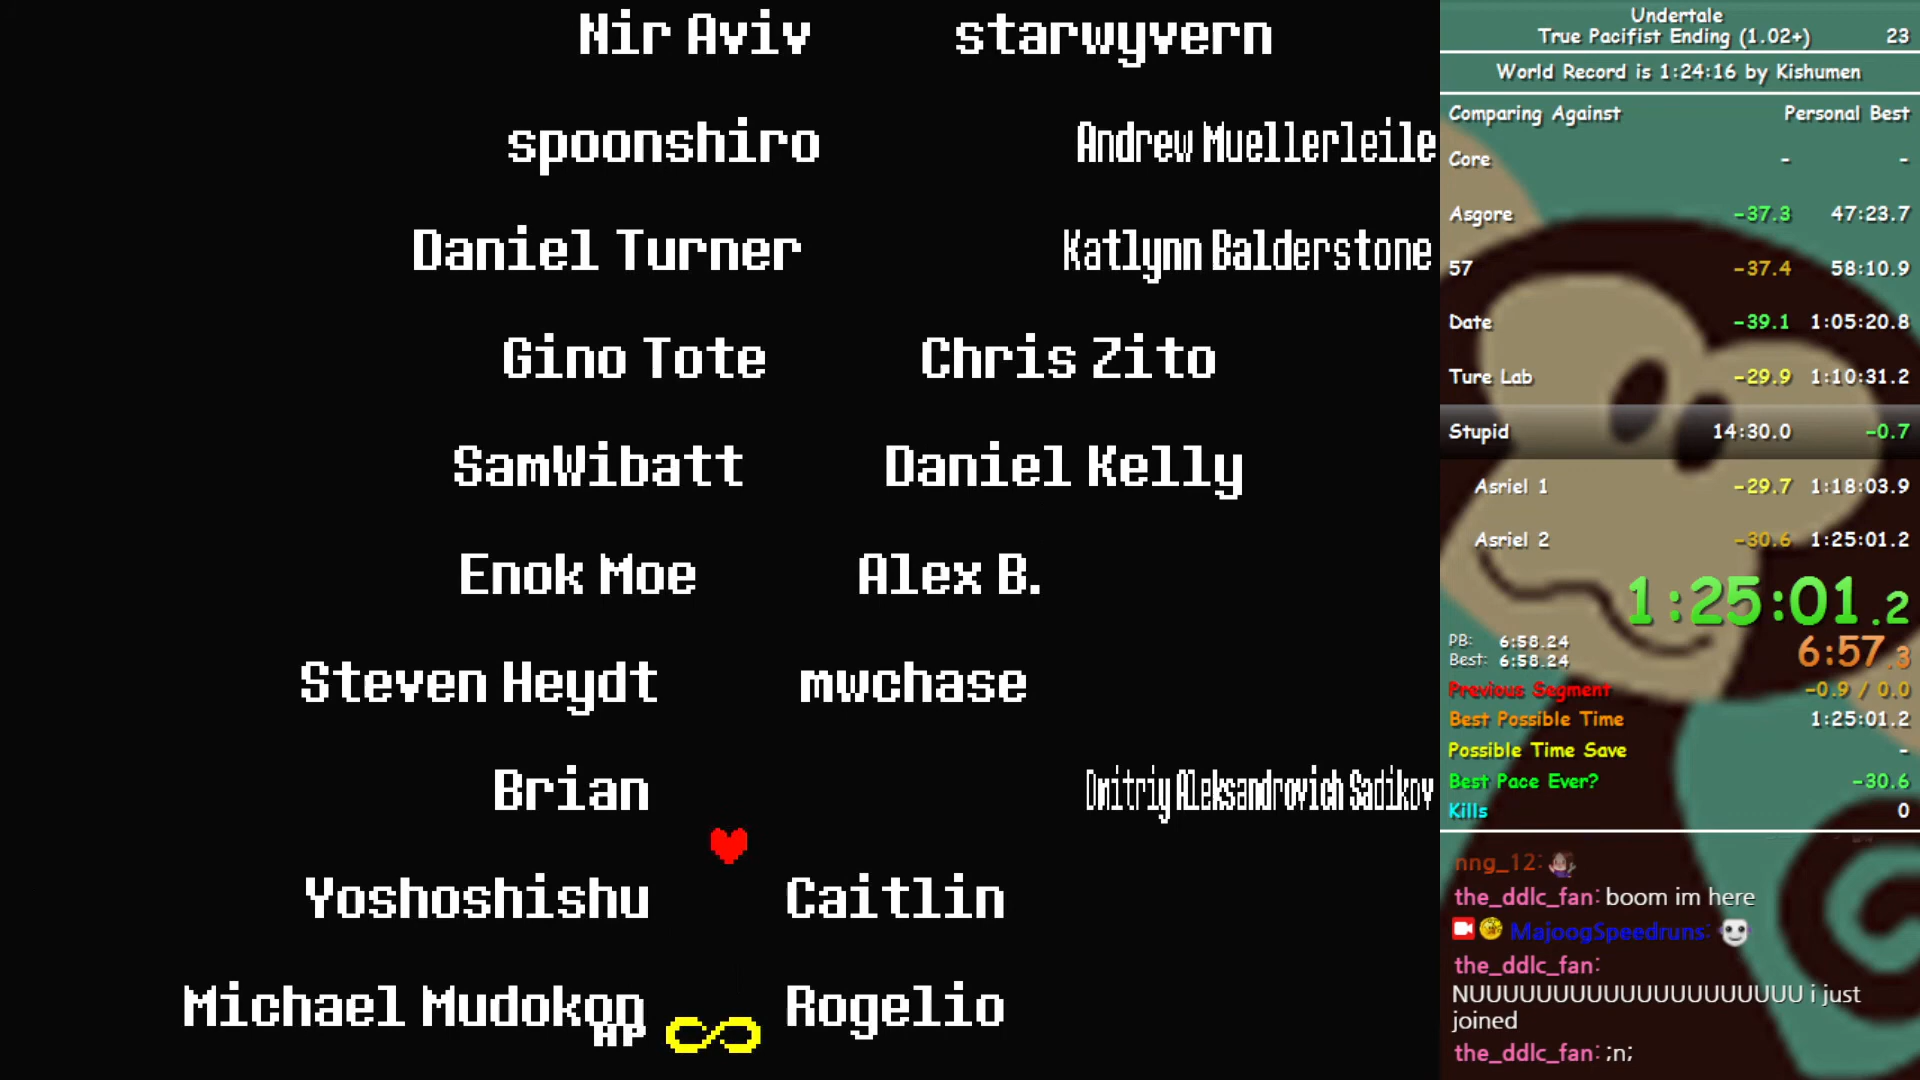 Nir Aviv starwyvern
spoonshiro Andrew Muellerleile
Daniel Turner Katlynn Balderstone
Gino Tote Chris Zito
SamWibatt Daniel Kelly
Enok Moe Alex B.
Steven Heydt mwchase
Brian Dmitriy Aleksandrovich Sadikov
Yoshoshishu Caitlin
Michael Mudokon Rogelio
HP
Undertale
True Pacifist Ending (1.02+) 23
World Record is 1:24:16 by Kishumen
Comparing Against Personal Best
Core - -
Asgore -37.3 47:23.7
57 -37.4 58:10.9
Date -39.1 1:05:20.8
Ture Lab -29.9 1:10:31.2
Stupid 14:30.0 -0.7
Asriel 1 -29.7 1:18:03.9
Asriel 2 -30.6 1:25:01.2
1:25:01.2
PB: 6:58.24
Best: 6:58.24
6:57.3
Previous Segment -0.9 / 0.0
Best Possible Time 1:25:01.2
Possible Time Save -
Best Pace Ever? -30.6
Kills 0
nng_12:
the_ddlc_fan: boom im here
MajoogSpeedruns:
the_ddlc_fan:
NUUUUUUUUUUUUUUUUUUUU i just
joined
the_ddlc_fan: ;n;